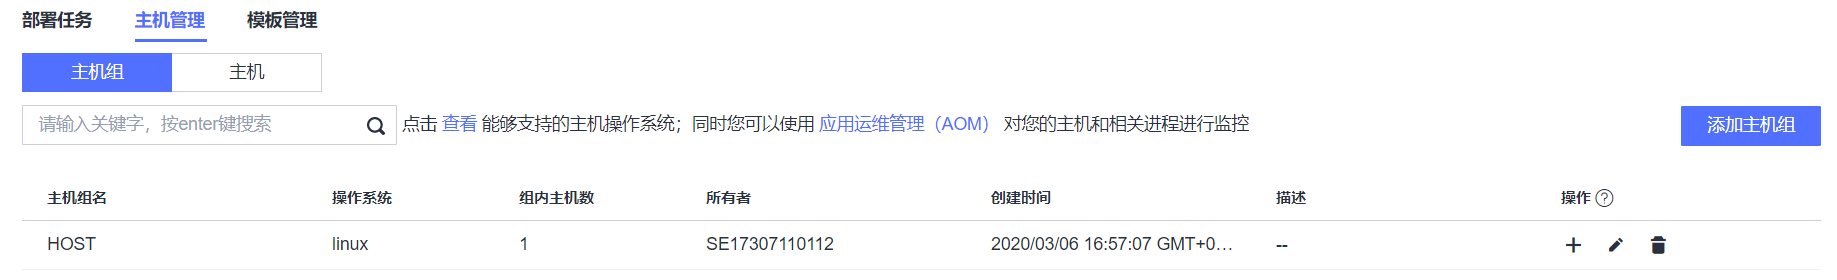 部署任务 主机管理 模板管理
主机组 主机
请输入关键字，按enter键搜索 点击 查看 能够支持的主机操作系统；同时您可以使用 应用运维管理（AOM） 对您的主机和相关进程进行监控 添加主机组
主机组名 操作系统 组内主机数 所有者 创建时间 描述 操作 ?
HOST linux 1 SE17307110112 2020/03/06 16:57:07 GMT+0... --